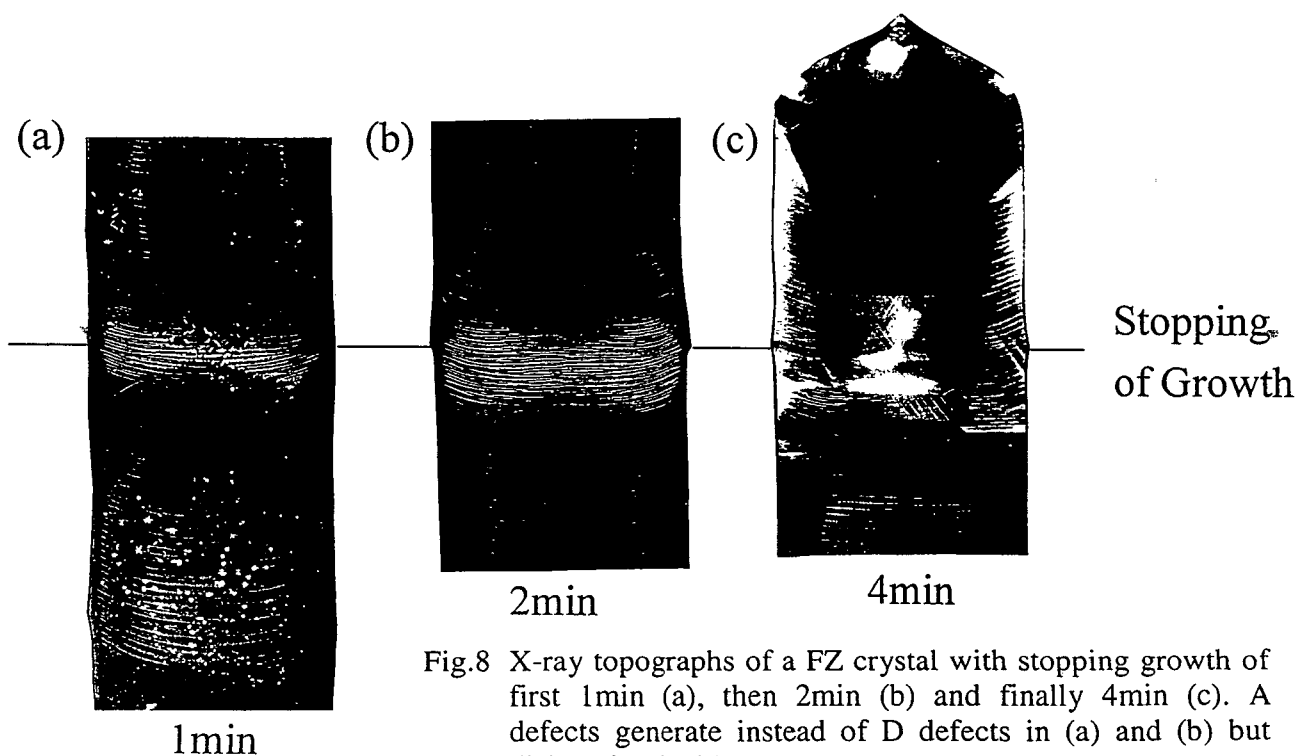 (a)
(b)
(c)
Stopping
of Growth
1min
2min
4min
Fig.8 X-ray topographs of a FZ crystal with stopping growth of
first 1min (a), then 2min (b) and finally 4min (c). A
defects generate instead of D defects in (a) and (b) but